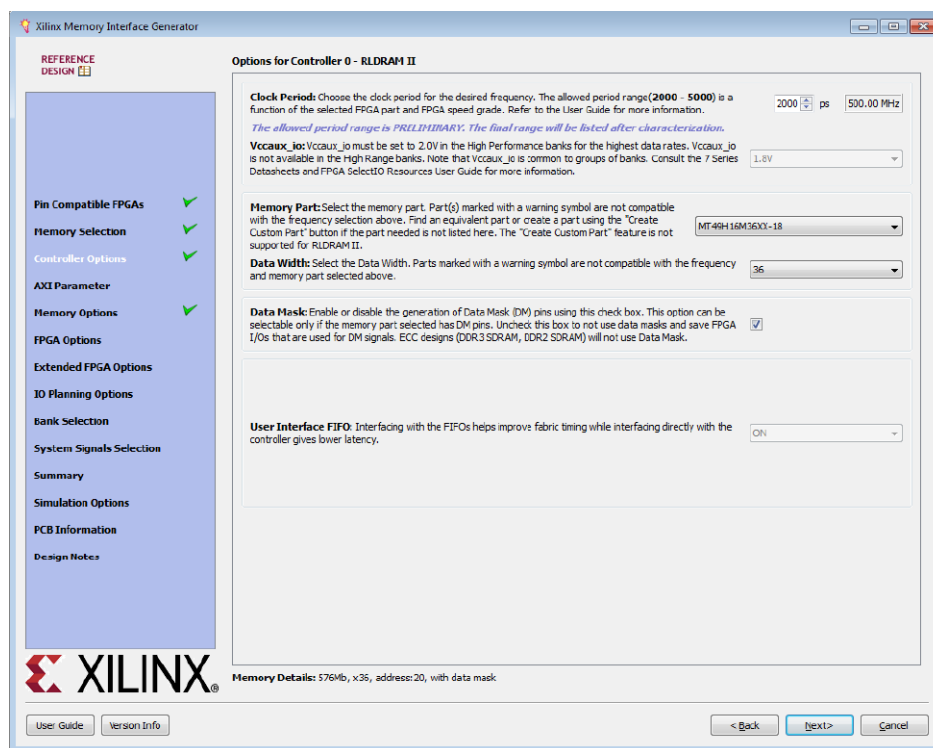 Xilinx Memory Interface Generator
REFERENCE
DESIGN
Options for Controller 0 - RLDRAM II
Clock Period: Choose the clock period for the desired frequency. The allowed period range(2000 - 5000) is a
function of the selected FPGA part and FPGA speed grade. Refer to the User Guide for more information.
2000 ps 500.00 MHz
The allowed period range is PRELIMINARY. The final range will be listed after characterization.
Vccaux_io: Vccaux_io must be set to 2.0V in the High Performance banks for the highest data rates. Vccaux_io
is not available in the High Range banks. Note that Vccaux_io is common to groups of banks. Consult the 7 Series
Datasheets and FPGA SelectIO Resources User Guide for more information.
1.8V
Memory Part: Select the memory part. Part(s) marked with a warning symbol are not compatible
with the frequency selection above. Find an equivalent part or create a part using the "Create
Custom Part" button if the part needed is not listed here. The "Create Custom Part" feature is not
supported for RLDRAM II.
MT49H16M36XX-18
Data Width: Select the Data Width. Parts marked with a warning symbol are not compatible with the frequency
and memory part selected above.
36
Data Mask: Enable or disable the generation of Data Mask (DM) pins using this check box. This option can be
selectable only if the memory part selected has DM pins. Uncheck this box to not use data masks and save FPGA
I/Os that are used for DM signals. ECC designs (DDR3 SDRAM, DDR2 SDRAM) will not use Data Mask.
User Interface FIFO: Interfacing with the FIFOs helps improve fabric timing while interfacing directly with the
controller gives lower latency.
ON
Pin Compatible FPGAs
Memory Selection
Controller Options
AXI Parameter
Memory Options
FPGA Options
Extended FPGA Options
IO Planning Options
Bank Selection
System Signals Selection
Summary
Simulation Options
PCB Information
Design Notes
XILINX®
Memory Details: 576Mb, x36, address:20, with data mask
User Guide
Version Info
< Back
Next>
Cancel